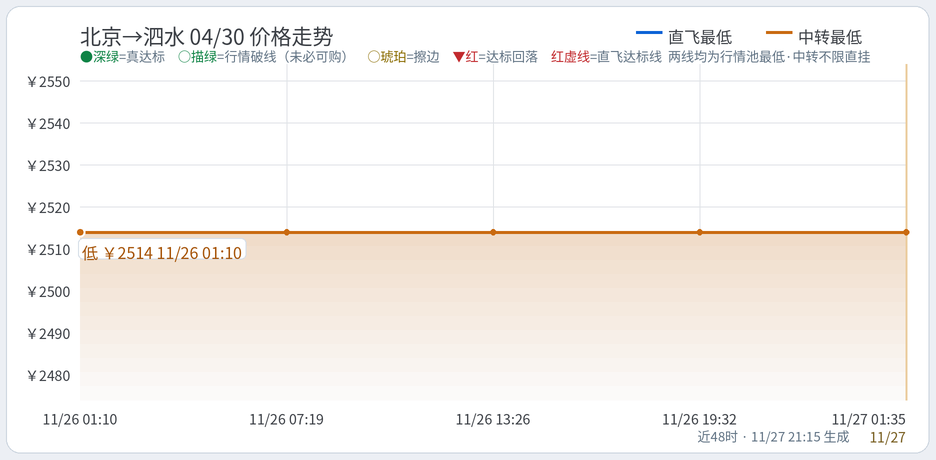 北京→泗水 04/30 价格走势
直飞最低 中转最低
●深绿=真达标 ○描绿=行情破线（未必可购） ○琥珀=擦边 ▼红=达标回落 红虚线=直飞达标线 两线均为行情池最低·中转不限直挂
￥2550
￥2540
￥2530
￥2520
￥2510
低 ￥2514 11/26 01:10
￥2500
￥2490
￥2480
11/26 01:10 11/26 07:19 11/26 13:26 11/26 19:32 11/27 01:35
近48时 · 11/27 21:15 生成 11/27